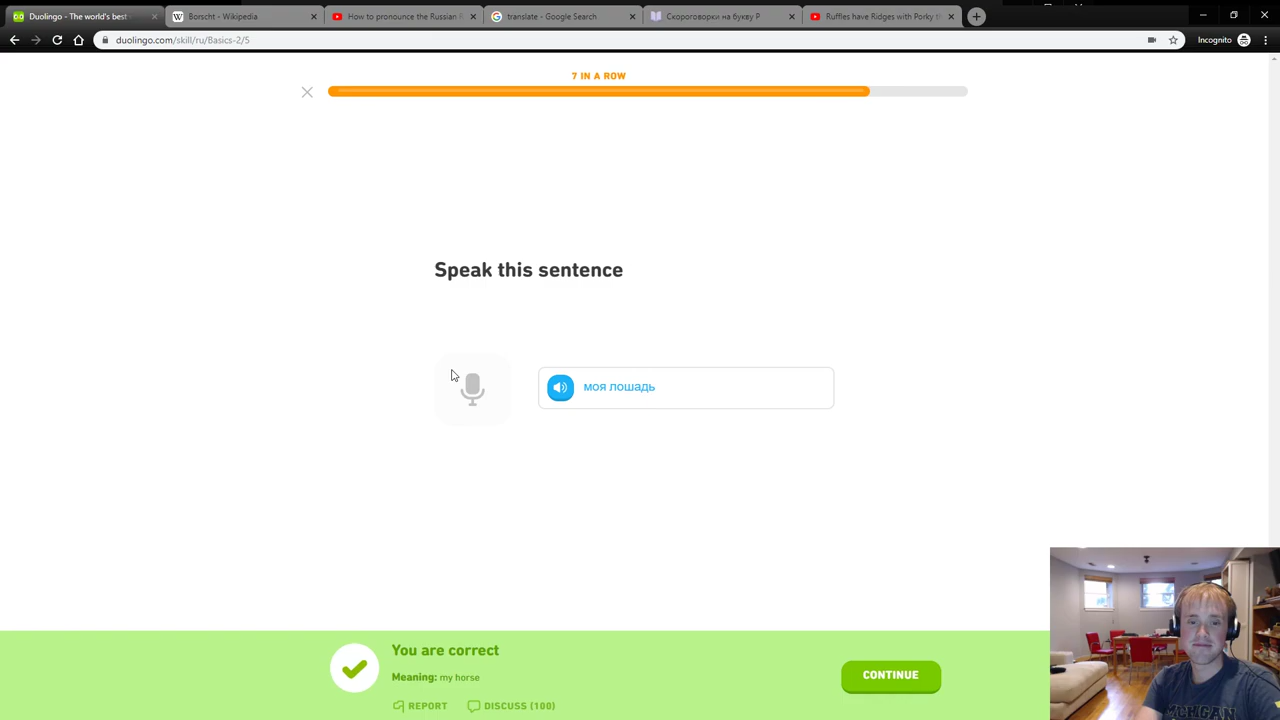 Duolingo - The world's best
Borscht - Wikipedia
How to pronounce the Russian R
translate - Google Search
Скороговорки на букву Р
Ruffles have Ridges with Porky
duolingo.com/skill/ru/Basics-2/5
Incognito
7 IN A ROW
Speak this sentence
моя лошадь
You are correct
Meaning: my horse
REPORT
DISCUSS (100)
CONTINUE
MICHIGAN